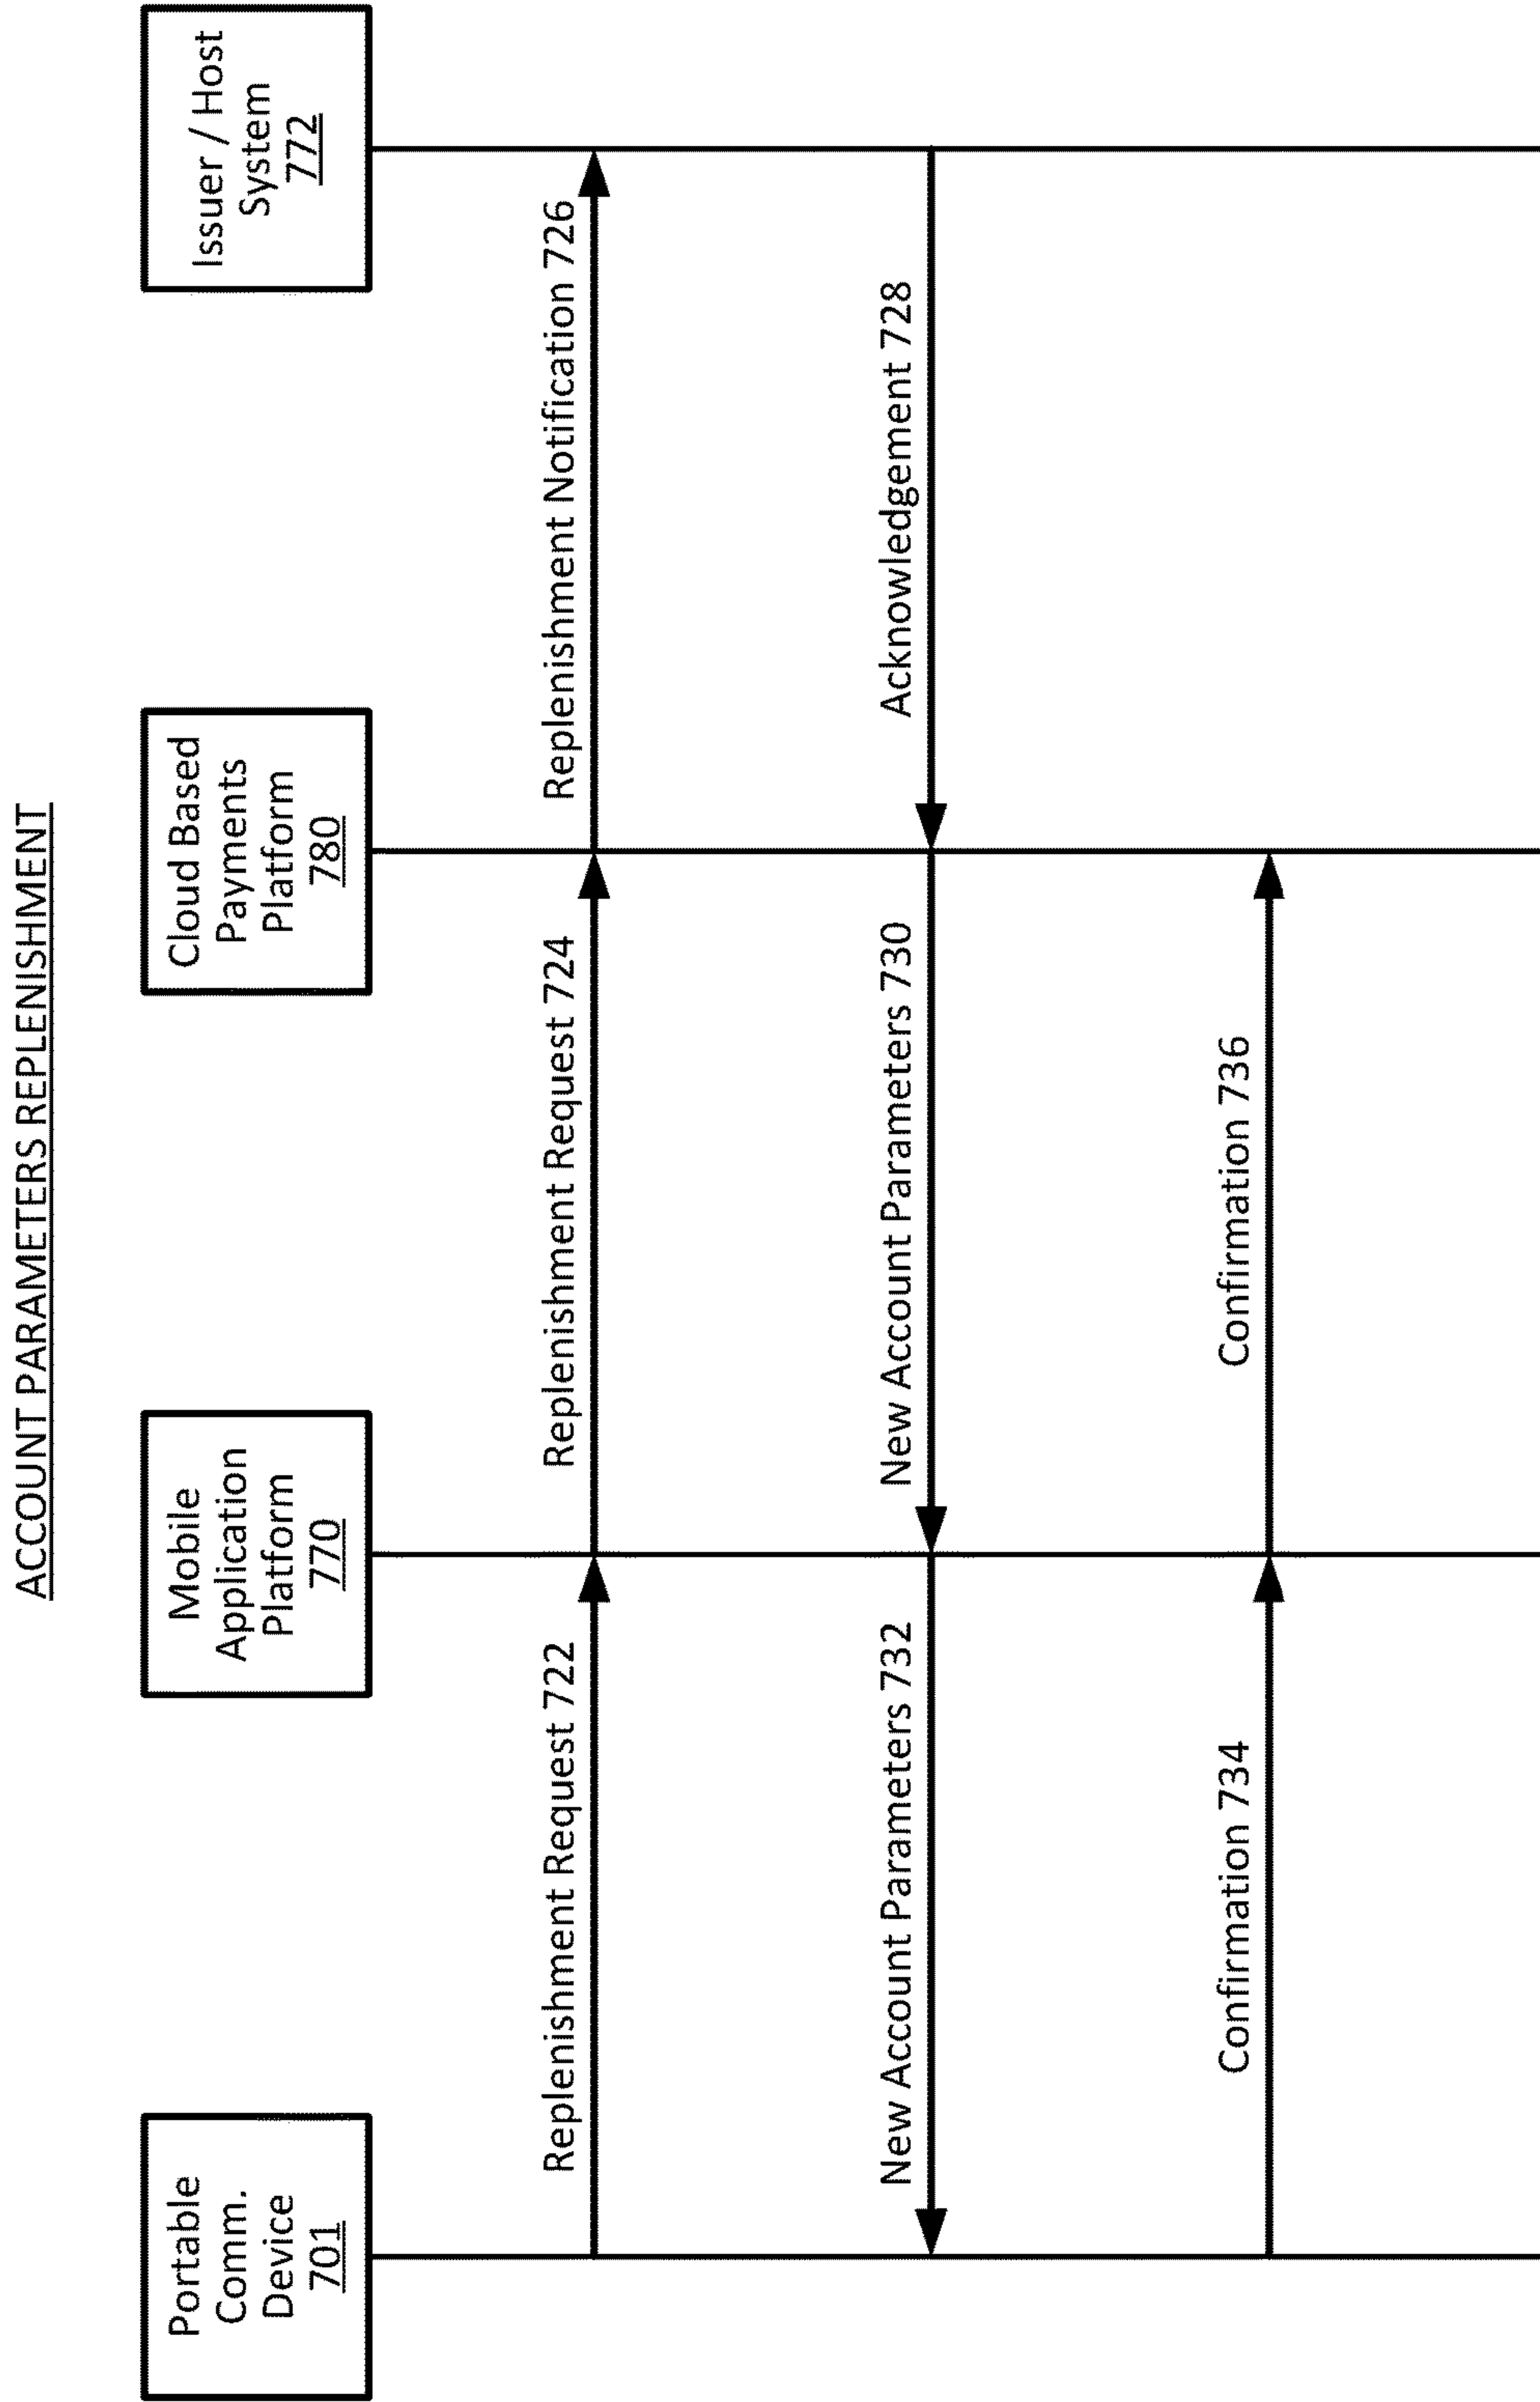 ACCOUNT PARAMETERS REPLENISHMENT
Portable
Comm.
Device
701
Mobile
Application
Platform
770
Cloud Based
Payments
Platform
780
Issuer / Host
System
772
Replenishment Request 722
Replenishment Request 724
Replenishment Notification 726
New Account Parameters 732
New Account Parameters 730
Acknowledgement 728
Confirmation 734
Confirmation 736